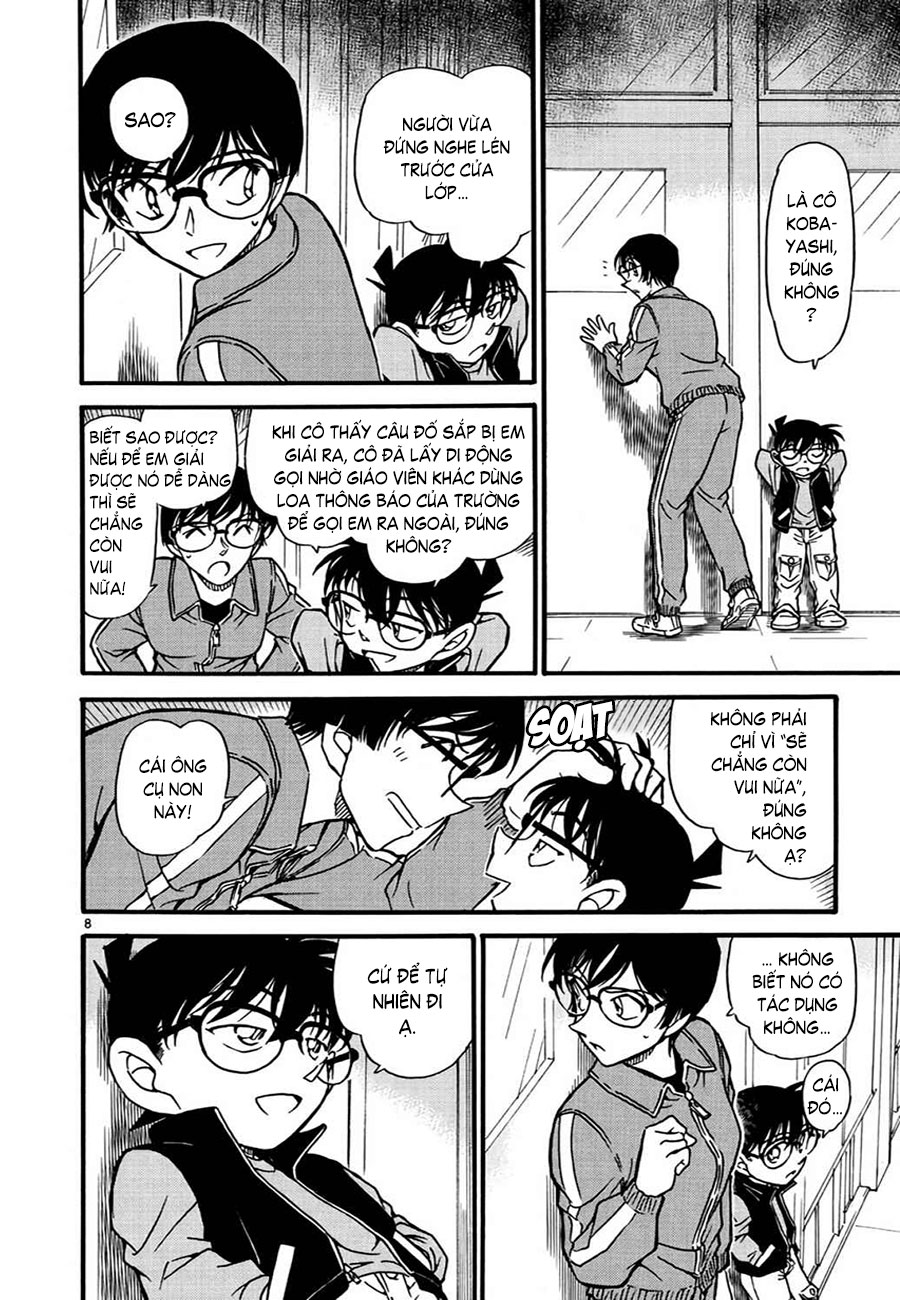 LÀ CÔ
KOBA-
YASHI,
ĐÚNG
KHÔNG
?
NGƯỜI VỪA
ĐỨNG NGHE LÉN
TRƯỚC CỬA
LỚP...
SAO?
KHI CÔ THẤY CÂU ĐỐ SẮP BỊ EM
GIẢI RA, CÔ ĐÃ LẤY DI ĐỘNG
GỌI NHỜ GIÁO VIÊN KHÁC DÙNG
LOA THÔNG BÁO CỦA TRƯỜNG
ĐỂ GỌI EM RA NGOÀI, ĐÚNG
KHÔNG?
BIẾT SAO ĐƯỢC?
NẾU ĐỂ EM GIẢI
ĐƯỢC NÓ DỄ DÀNG
THÌ SẼ
CHẲNG
CÒN
VUI
NỮA!
KHÔNG PHẢI
CHỈ VÌ "SẼ
CHẲNG CÒN
VUI NỮA",
ĐÚNG
KHÔNG
Ạ?
SOẠT
CÁI ÔNG
CỤ NON
NÀY!
8
... KHÔNG
BIẾT NÓ CÓ
TÁC DỤNG
KHÔNG...
CÁI
ĐÓ...
CỨ ĐỂ TỰ
NHIÊN ĐI
Ạ.